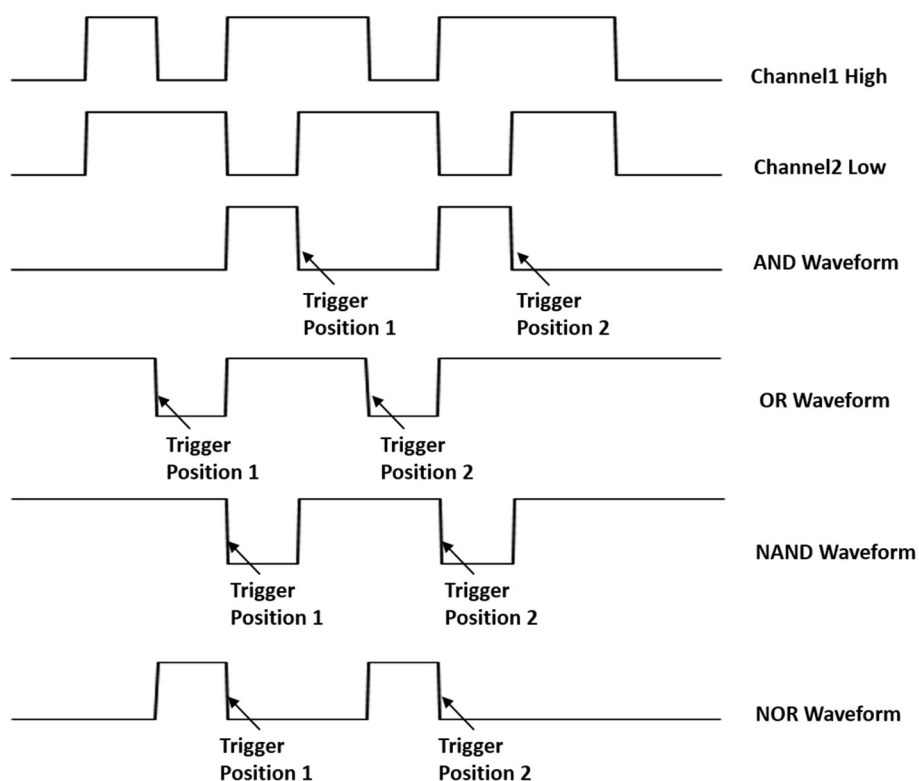 Channel1 High
Channel2 Low
AND Waveform
Trigger
Position 1
Trigger
Position 2
OR Waveform
Trigger
Position 1
Trigger
Position 2
NAND Waveform
Trigger
Position 1
Trigger
Position 2
NOR Waveform
Trigger
Position 1
Trigger
Position 2